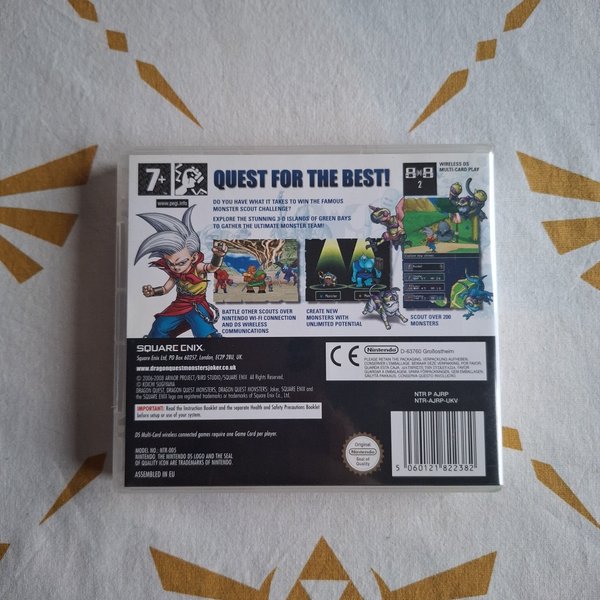 7+
www.pegi.info
QUEST FOR THE BEST!
2
WIRELESS DS
MULTI-CARD PLAY
DO YOU HAVE WHAT IT TAKES TO WIN THE FAMOUS
MONSTER SCOUT CHALLENGE?
EXPLORE THE STUNNING 3-D ISLANDS OF GREEN BAYS
TO GATHER THE ULTIMATE MONSTER TEAM!
BATTLE OTHER SCOUTS OVER
NINTENDO WI-FI CONNECTION
AND DS WIRELESS
COMMUNICATIONS
CREATE NEW
MONSTERS WITH
UNLIMITED POTENTIAL
SCOUT OVER 200
MONSTERS
SQUARE ENIX
Square Enix Ltd, PO Box 60257, London, EC2P 2BU, UK.
www.dragonquestmonstersjoker.co.uk
© 2006-2008 ARMOR PROJECT/BIRD STUDIO/SQUARE ENIX All Rights Reserved.
© KOICHI SUGIYAMA
DRAGON QUEST, DRAGON QUEST MONSTERS, DRAGON QUEST MONSTERS: JOKER, SQUARE ENIX and
the SQUARE ENIX logo are registered trademarks or trademarks of Square Enix Co., Ltd.
IMPORTANT: Read the Instruction Booklet and the separate Health and Safety Precautions Booklet
before setup or use of your system.
DS Multi-Card wireless connected games require one Game Card per player.
MODEL NO.: NTR-005
NINTENDO, THE NINTENDO DS LOGO AND THE SEAL
OF QUALITY ICON ARE TRADEMARKS OF NINTENDO.
ASSEMBLED IN EU
CE
Nintendo
D-63760 Großostheim
PLEASE RETAIN THIS PACKAGING. VERPACKUNG AUFBEWAHREN.
NTR P AJRP
NTR-AJRP-UKV
Original
Nintendo
Seal of
Quality
5 060121 822382